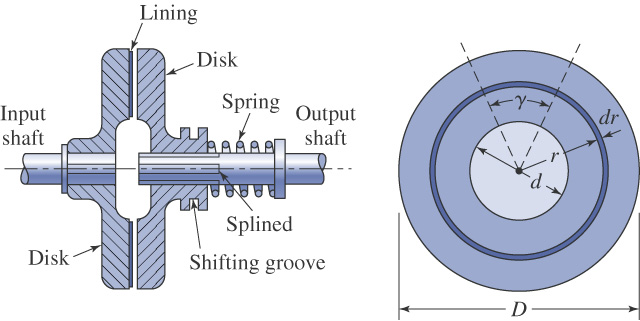 Lining
Disk
Spring
Input
shaft
Output
shaft
Splined
Disk
Shifting groove
γ
dr
r
d
D